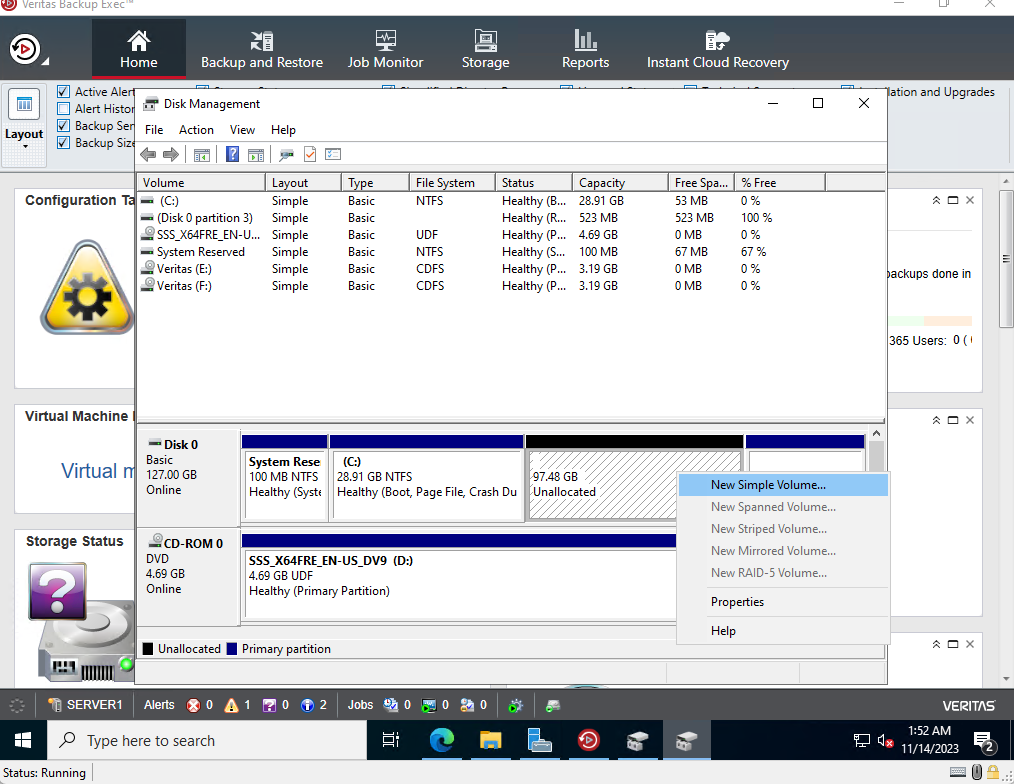 Veritas Backup Exec™
Home
Backup and Restore
Job Monitor
Storage
Reports
Instant Cloud Recovery
Layout
Active Alert
Alert Histor
Backup Ser
Backup Size
llation and Upgrades
Disk Management
File Action View Help
Volume Layout Type File System Status Capacity Free Spa... % Free
(C:) Simple Basic NTFS Healthy (B... 28.91 GB 53 MB 0 %
(Disk 0 partition 3) Simple Basic Healthy (R... 523 MB 523 MB 100 %
SSS_X64FRE_EN-U... Simple Basic UDF Healthy (P... 4.69 GB 0 MB 0 %
System Reserved Simple Basic NTFS Healthy (S... 100 MB 67 MB 67 %
Veritas (E:) Simple Basic CDFS Healthy (P... 3.19 GB 0 MB 0 %
Veritas (F:) Simple Basic CDFS Healthy (P... 3.19 GB 0 MB 0 %
Configuration Ta
backups done in
365 Users: 0 (
Virtual Machine
Virtual m
Storage Status
Disk 0
Basic
127.00 GB
Online
System Rese
100 MB NTFS
Healthy (Syste
(C:)
28.91 GB NTFS
Healthy (Boot, Page File, Crash Du
97.48 GB
Unallocated
CD-ROM 0
DVD
4.69 GB
Online
SSS_X64FRE_EN-US_DV9 (D:)
4.69 GB UDF
Healthy (Primary Partition)
New Simple Volume...
New Spanned Volume...
New Striped Volume...
New Mirrored Volume...
New RAID-5 Volume...
Properties
Help
Unallocated Primary partition
SERVER1 Alerts 0 1 0 2 Jobs 0 0 0 VERITAS
Type here to search
1:52 AM
11/14/2023
2
Status: Running